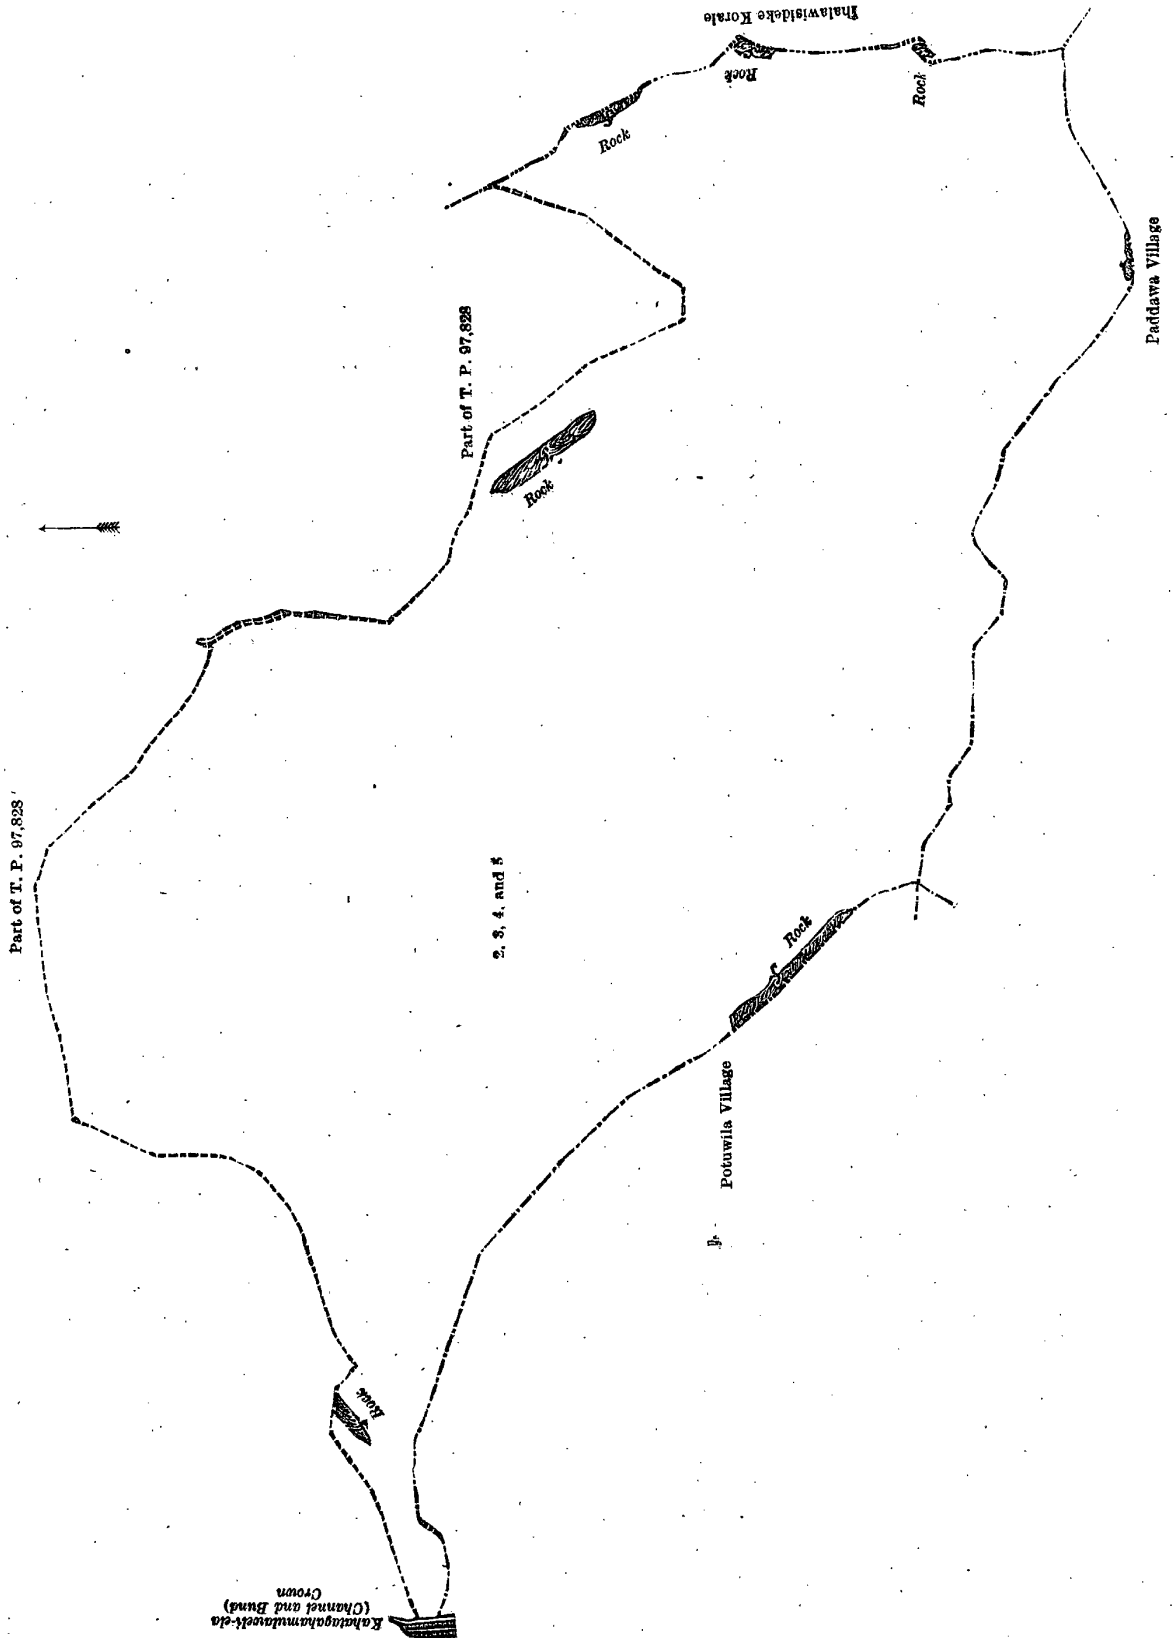 Ihalawisideke Korale
Rock
Rock
Rock
Paddawa Village
Part of T. P. 97,828
Rock
Part of T. P. 97,828
2, 3, 4, and 5
Rock
Potuwila Village
Rock
Kahatagahamulaweli-ela
(Channel and Bund)
Crown